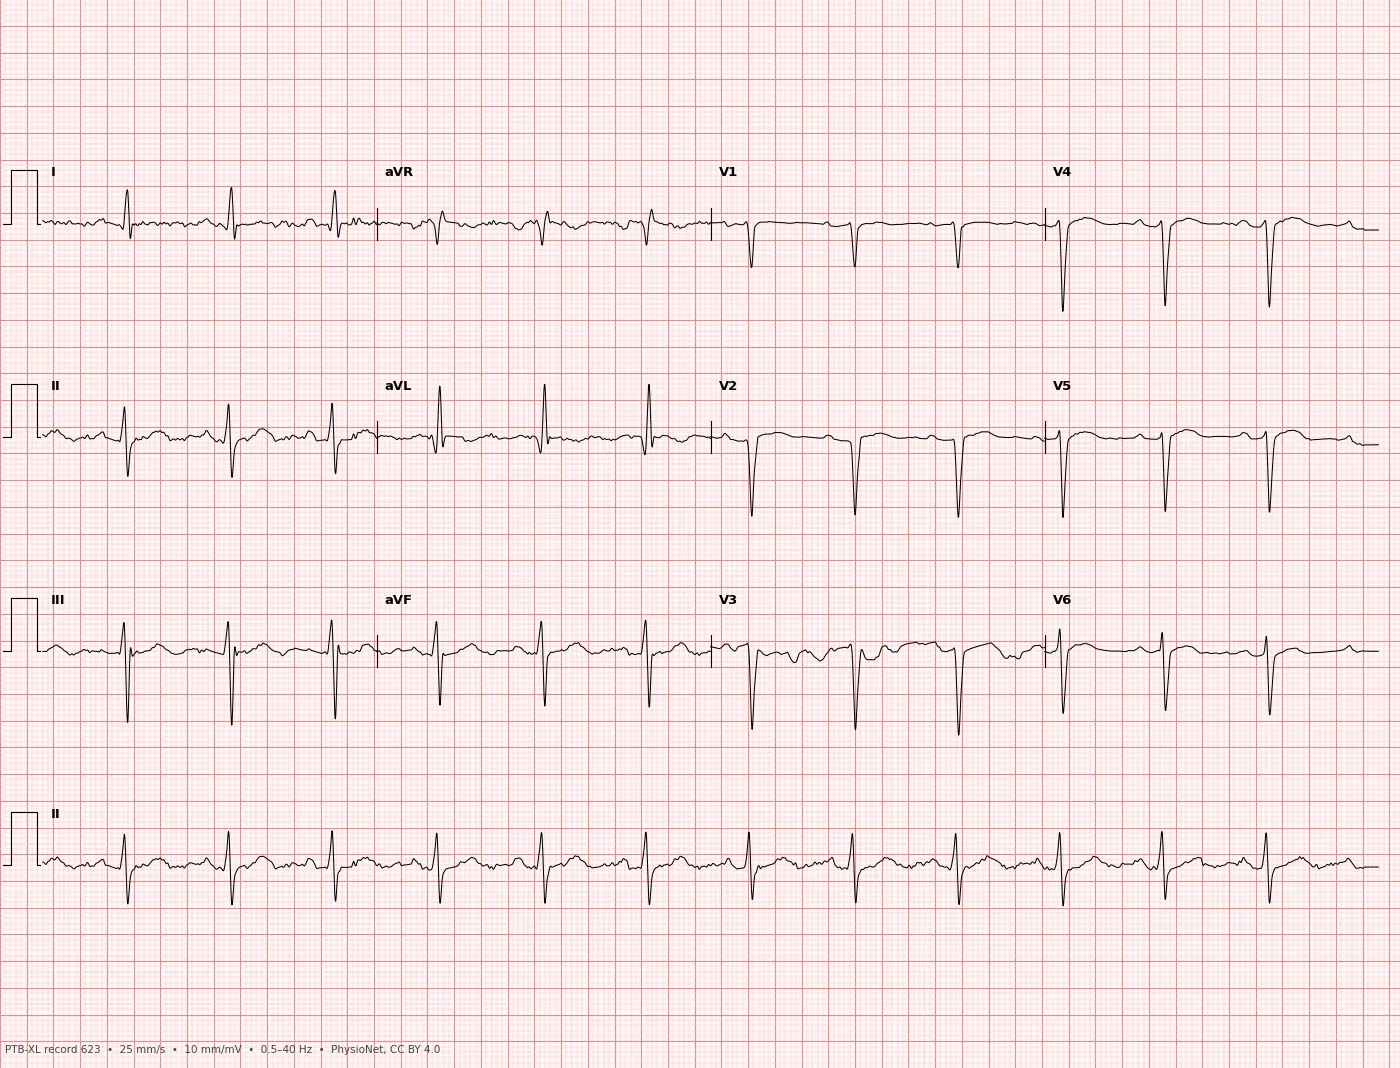 I aVR V1 V4
II aVL V2 V5
III aVF V3 V6
II
PTB-XL record 623 • 25 mm/s • 10 mm/mV • 0.5–40 Hz • PhysioNet, CC BY 4.0